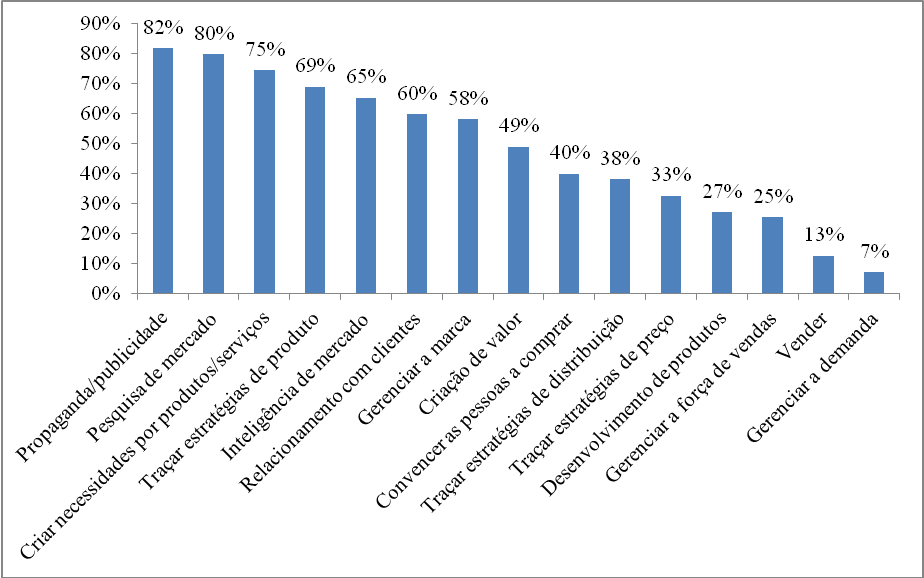 90%
80%
70%
60%
50%
40%
30%
20%
10%
0%
82%
80%
75%
69%
65%
60%
58%
49%
40%
38%
33%
27%
25%
13%
7%
Propaganda/publicidade
Pesquisa de mercado
Criar necessidades por produtos/serviços
Traçar estratégias de produto
Inteligência de mercado
Relacionamento com clientes
Gerenciar a marca
Criação de valor
Convencer as pessoas a comprar
Traçar estratégias de distribuição
Traçar estratégias de preço
Desenvolvimento de produtos
Gerenciar a força de vendas
Vender
Gerenciar a demanda